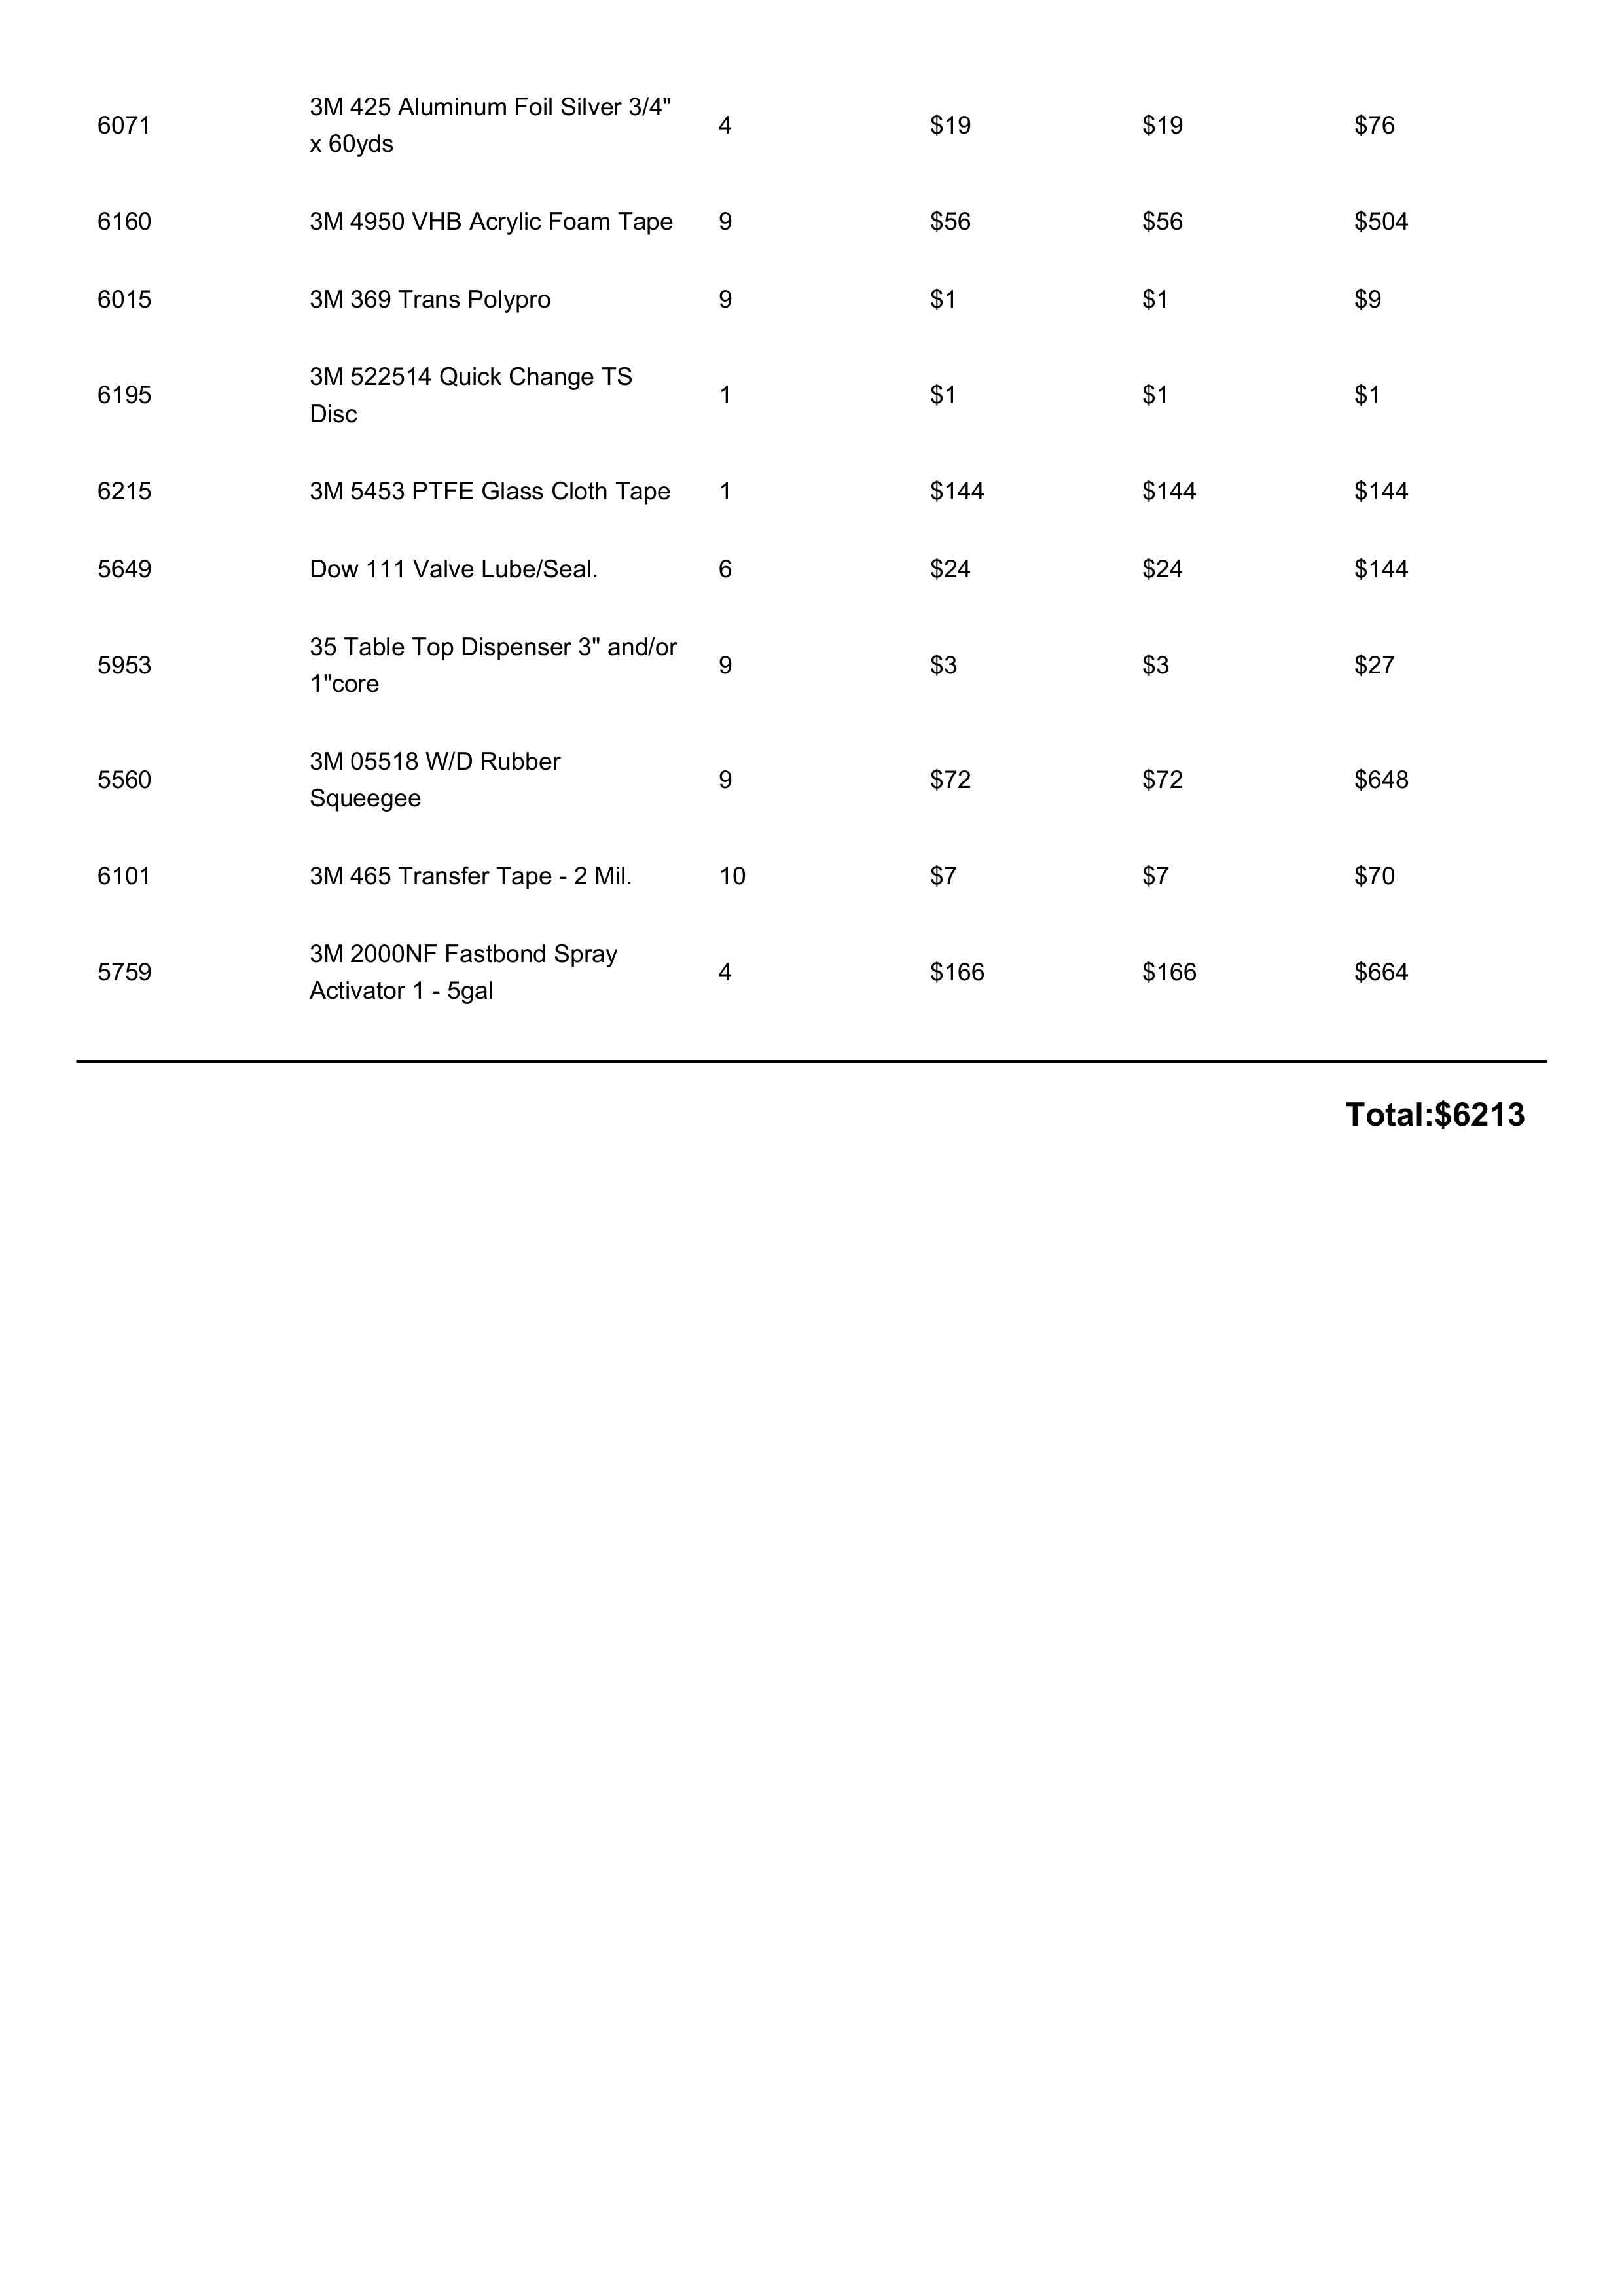 6071 3M 425 Aluminum Foil Silver 3/4" x 60yds 4 $19 $19 $76
6160 3M 4950 VHB Acrylic Foam Tape 9 $56 $56 $504
6015 3M 369 Trans Polypro 9 $1 $1 $9
6195 3M 522514 Quick Change TS Disc 1 $1 $1 $1
6215 3M 5453 PTFE Glass Cloth Tape 1 $144 $144 $144
5649 Dow 111 Valve Lube/Seal. 6 $24 $24 $144
5953 35 Table Top Dispenser 3" and/or 1"core 9 $3 $3 $27
5560 3M 05518 W/D Rubber Squeegee 9 $72 $72 $648
6101 3M 465 Transfer Tape - 2 Mil. 10 $7 $7 $70
5759 3M 2000NF Fastbond Spray Activator 1 - 5gal 4 $166 $166 $664
Total:$6213